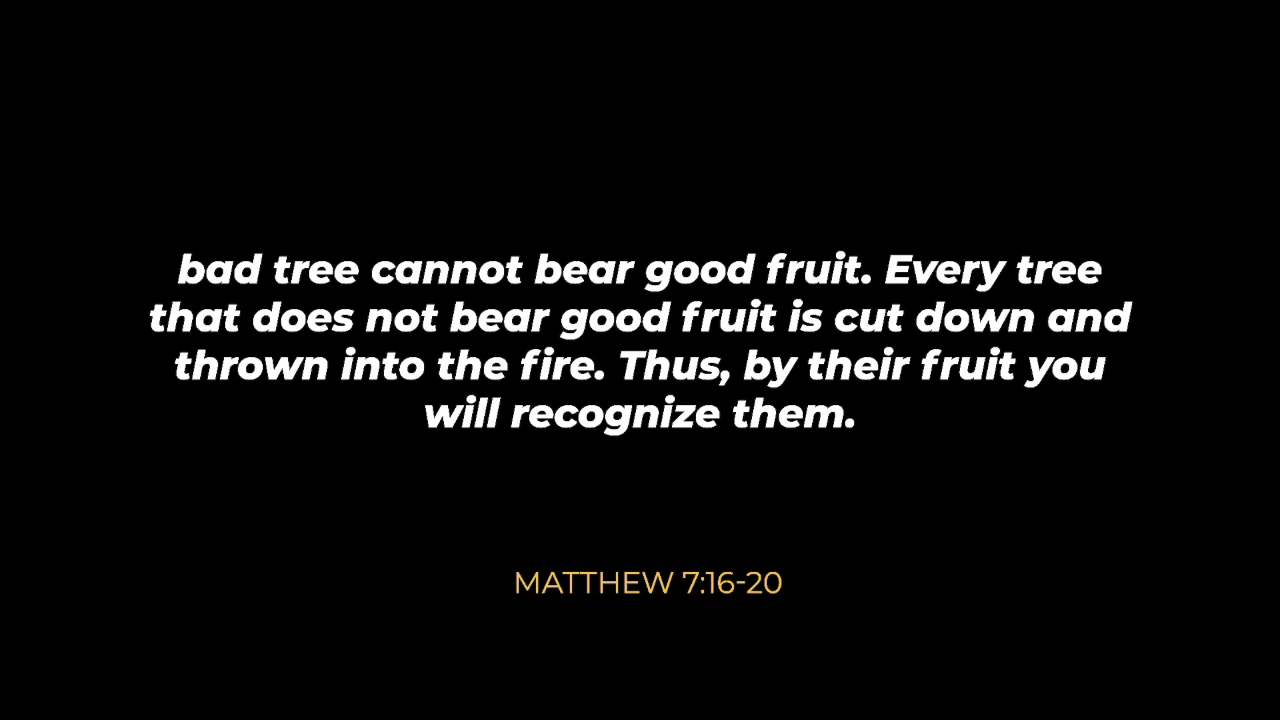 bad tree cannot bear good fruit. Every tree
that does not bear good fruit is cut down and
thrown into the fire. Thus, by their fruit you
will recognize them.
MATTHEW 7:16-20